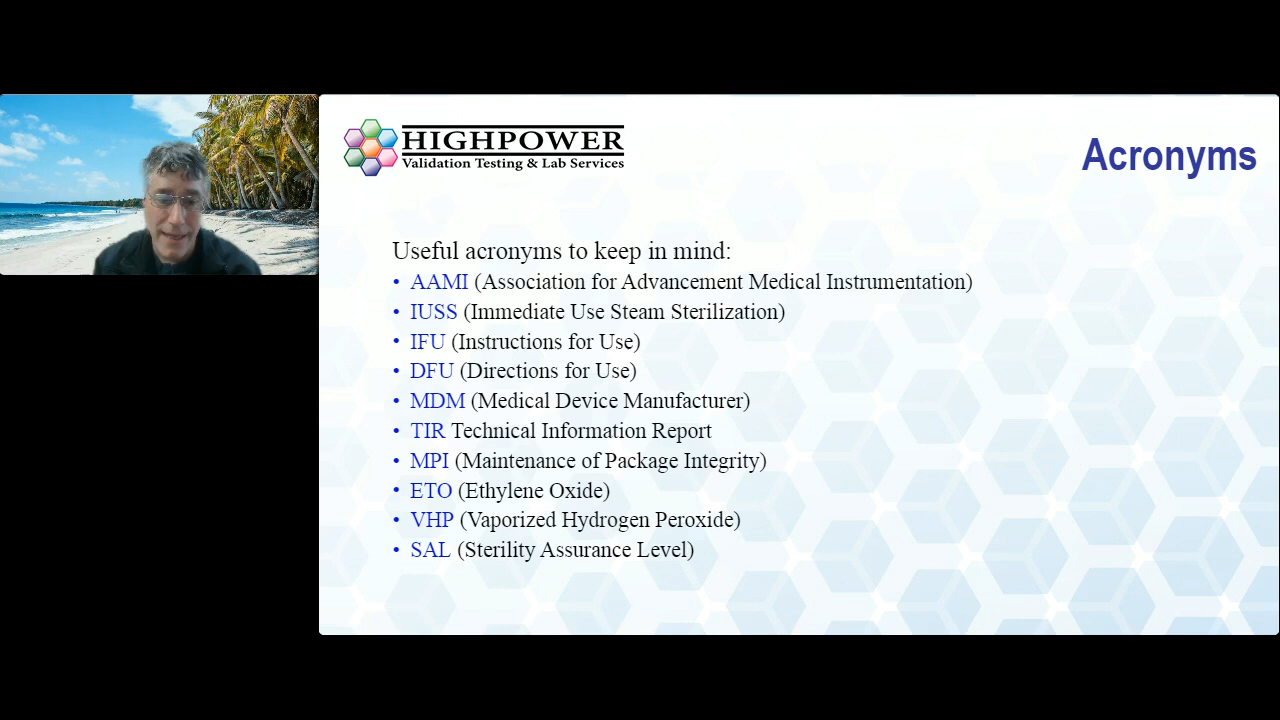 HIGHPOWER
Validation Testing & Lab Services
Acronyms
Useful acronyms to keep in mind:
• AAMI (Association for Advancement Medical Instrumentation)
• IUSS (Immediate Use Steam Sterilization)
• IFU (Instructions for Use)
• DFU (Directions for Use)
• MDM (Medical Device Manufacturer)
• TIR Technical Information Report
• MPI (Maintenance of Package Integrity)
• ETO (Ethylene Oxide)
• VHP (Vaporized Hydrogen Peroxide)
• SAL (Sterility Assurance Level)